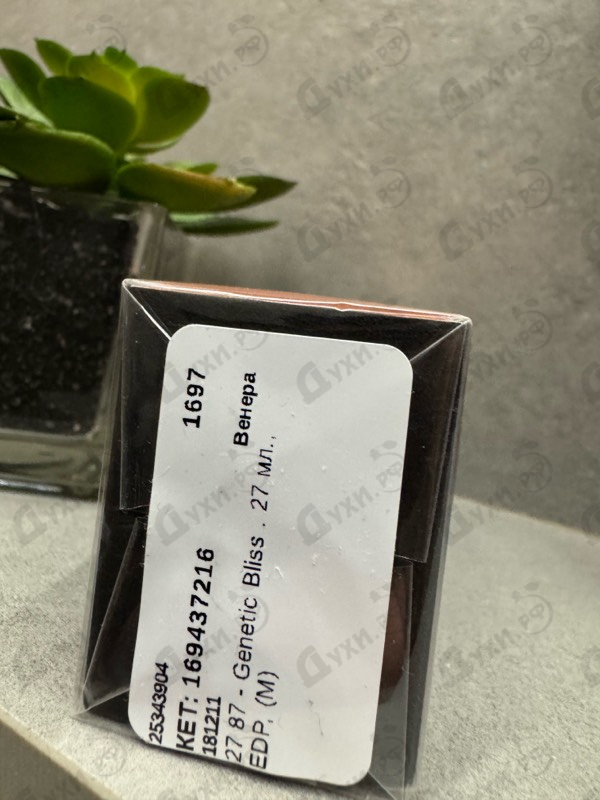 25343904
КЕТ: 169437216 1697
181211
27 87 - Genetic Bliss . 27 мл., Венера
EDP, (M)
Духи.рф